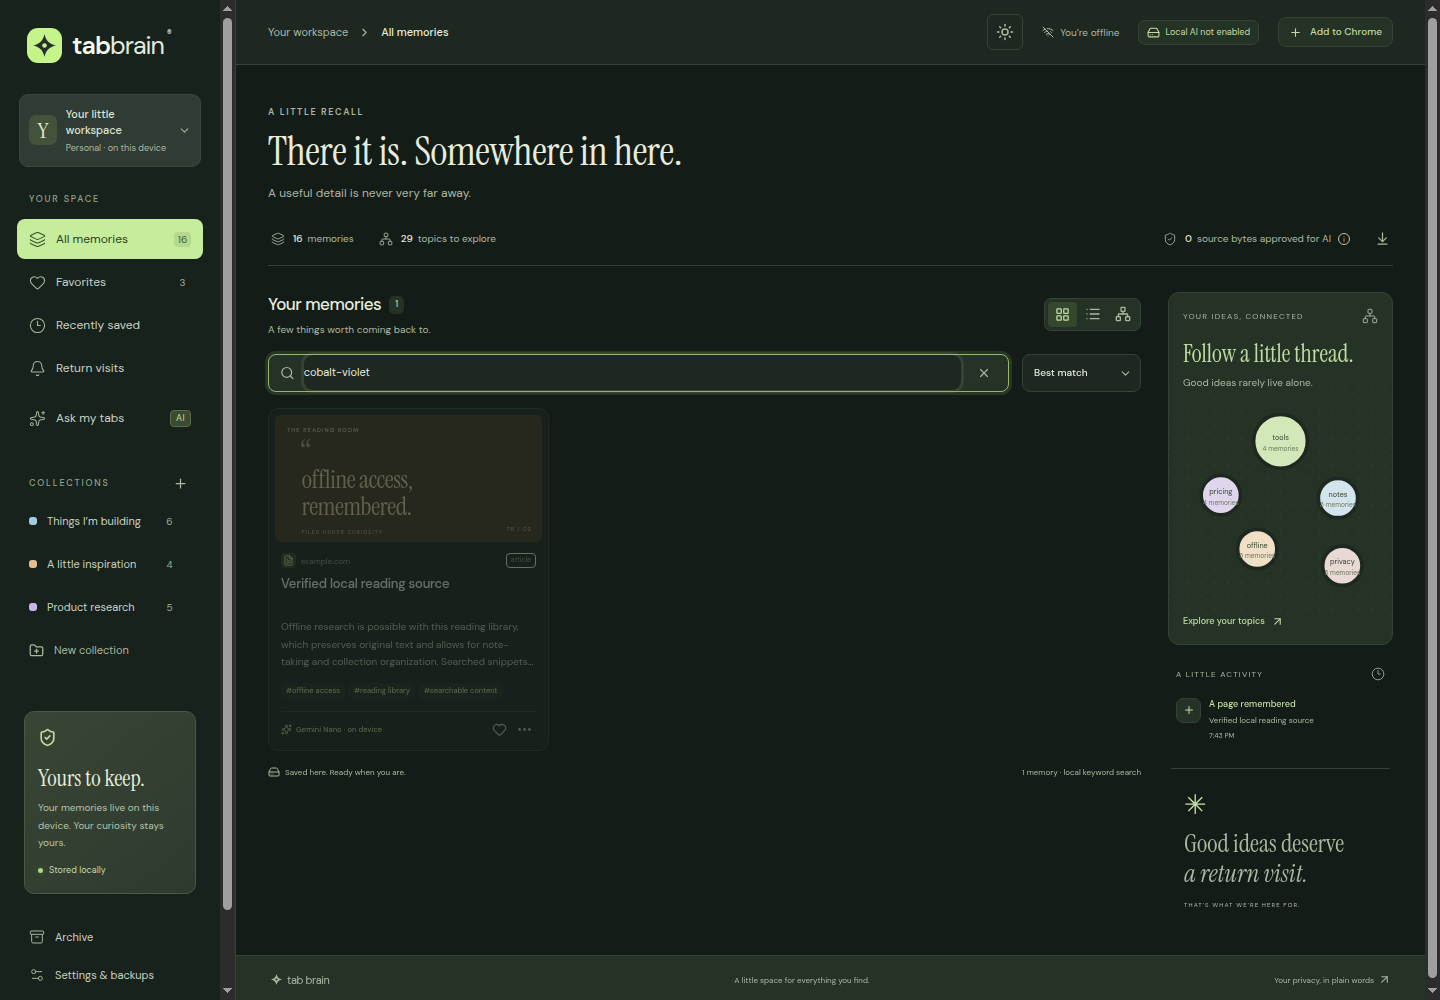 tabbrain®
Your little
workspace
Personal · on this device
Y
YOUR SPACE
All memories 16
Favorites 3
Recently saved
Return visits
Ask my tabs AI
COLLECTIONS
Things I'm building 6
A little inspiration 4
Product research 5
New collection
Yours to keep.
Your memories live on this
device. Your curiosity stays
yours.
Stored locally
Archive
Settings & backups
Your workspace > All memories
You're offline
Local AI not enabled
Add to Chrome
A LITTLE RECALL
There it is. Somewhere in here.
A useful detail is never very far away.
16 memories
29 topics to explore
0 source bytes approved for AI
Your memories 1
A few things worth coming back to.
cobalt-violet
Best match
THE READING ROOM
“
offline access,
remembered.
FILED UNDER CURIOSITY
TB / 03
example.com
article
Verified local reading source
Offline research is possible with this reading library,
which preserves original text and allows for note-
taking and collection organization. Searched snippets...
#offline access #reading library #searchable content
Gemini Nano · on device
Saved here. Ready when you are.
1 memory · local keyword search
YOUR IDEAS, CONNECTED
Follow a little thread.
Good ideas rarely live alone.
tools
4 memories
pricing
memories
notes
memories
offline
memories
privacy
memories
Explore your topics
A LITTLE ACTIVITY
A page remembered
Verified local reading source
7:43 PM
Good ideas deserve
a return visit.
THAT'S WHAT WE'RE HERE FOR.
tab brain
A little space for everything you find.
Your privacy, in plain words